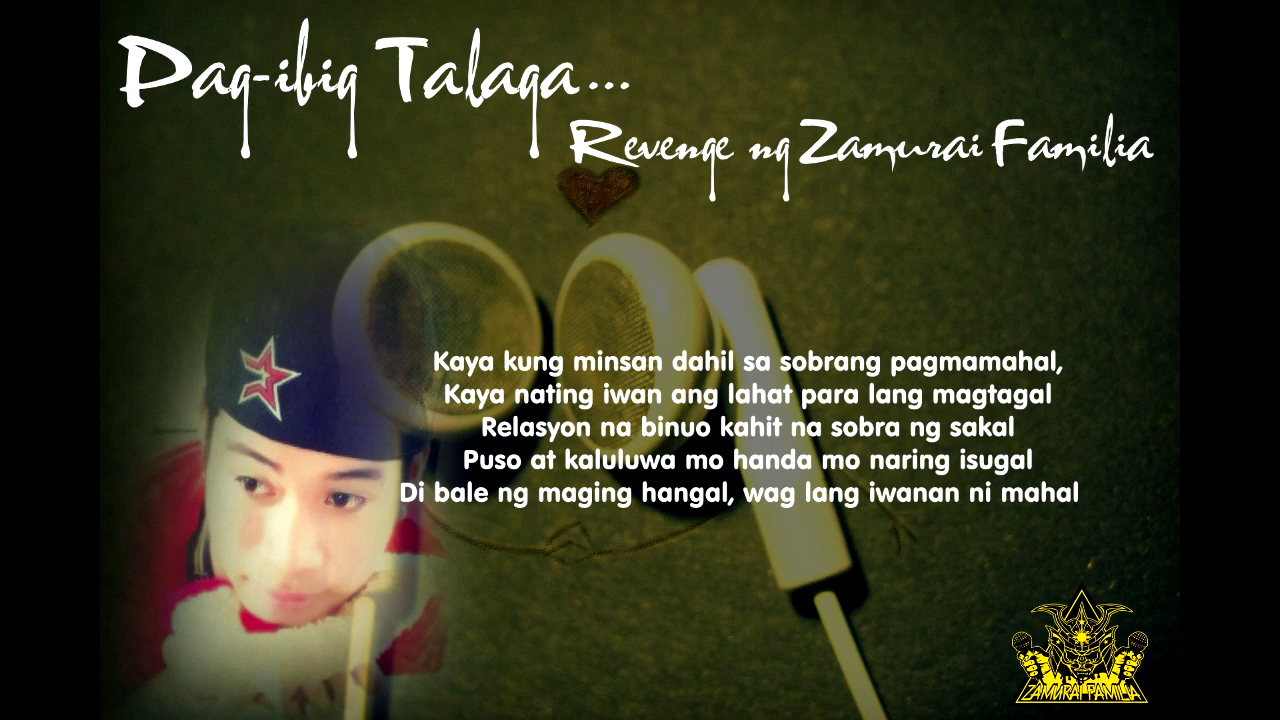 Pag-ibig Talaga...
Revenge ng Zamurai Familia
Kaya kung minsan dahil sa sobrang pagmamahal,
Kaya nating iwan ang lahat para lang magtagal
Relasyon na binuo kahit na sobra ng sakal
Puso at kaluluwa mo handa mo naring isugal
Di bale ng maging hangal, wag lang iwanan ni mahal
ZAMURAI FAMILIA